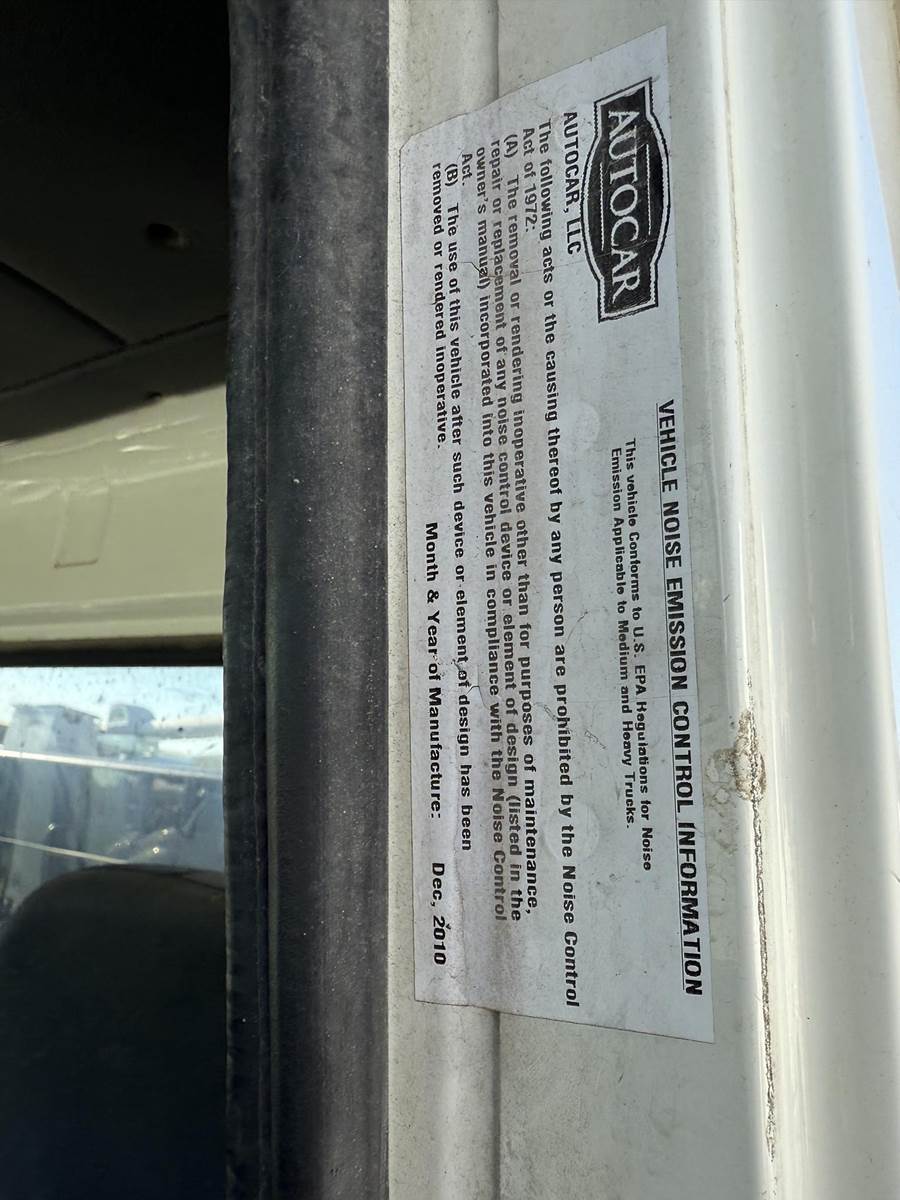 AUTOCAR
VEHICLE NOISE EMISSION CONTROL INFORMATION
This vehicle Conforms to U.S. EPA Regulations for Noise
Emission Applicable to Medium and Heavy Trucks.
AUTOCAR, LLC
The following acts or the causing thereof by any person are prohibited by the Noise Control
Act of 1972:
(A) The removal or rendering inoperative other than for purposes of maintenance,
repair or replacement of any noise control device or element of design (listed in the
owner's manual) incorporated into this vehicle in compliance with the Noise Control
Act.
(B) The use of this vehicle after such device or element of design has been
removed or rendered inoperative.
Month & Year of Manufacture: Dec, 2010